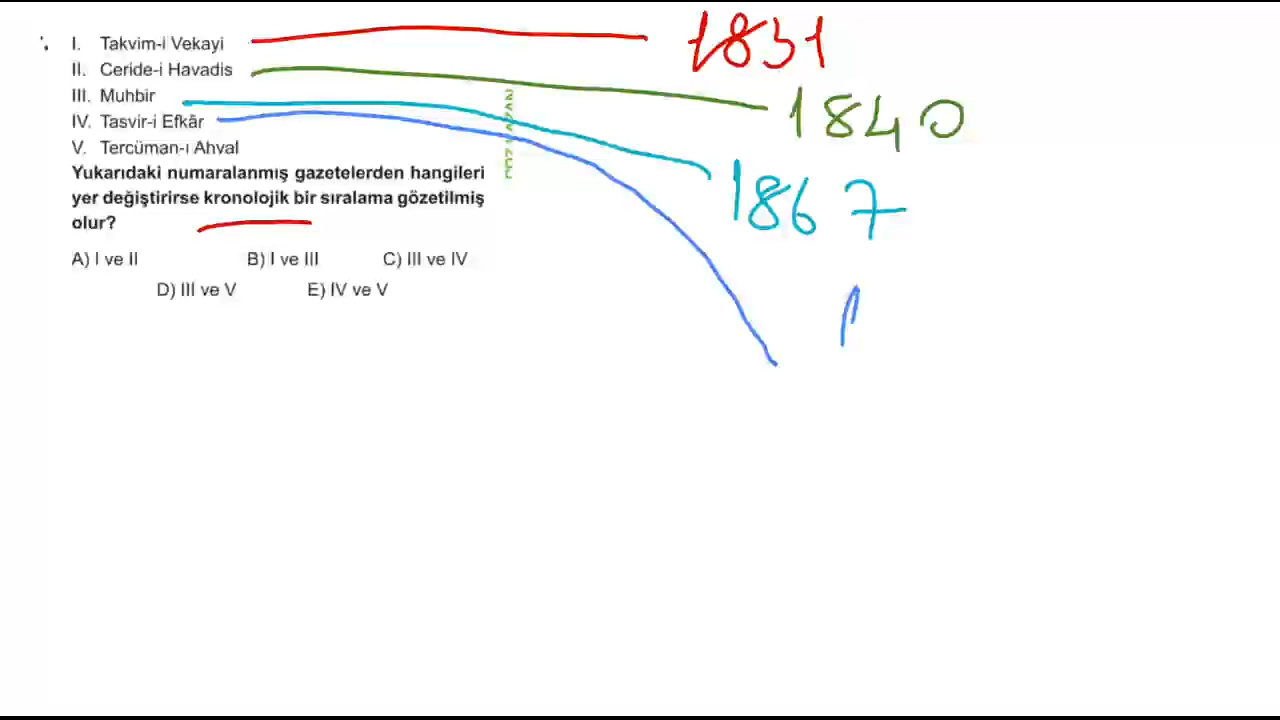 I. Takvim-i Vekayi 1831
II. Ceride-i Havadis 1840
III. Muhbir 1867
IV. Tasvir-i Efkâr
V. Tercüman-ı Ahval
Yukarıdaki numaralanmış gazetelerden hangileri
yer değiştirirse kronolojik bir sıralama gözetilmiş
olur?
A) I ve II B) I ve III C) III ve IV
D) III ve V E) IV ve V